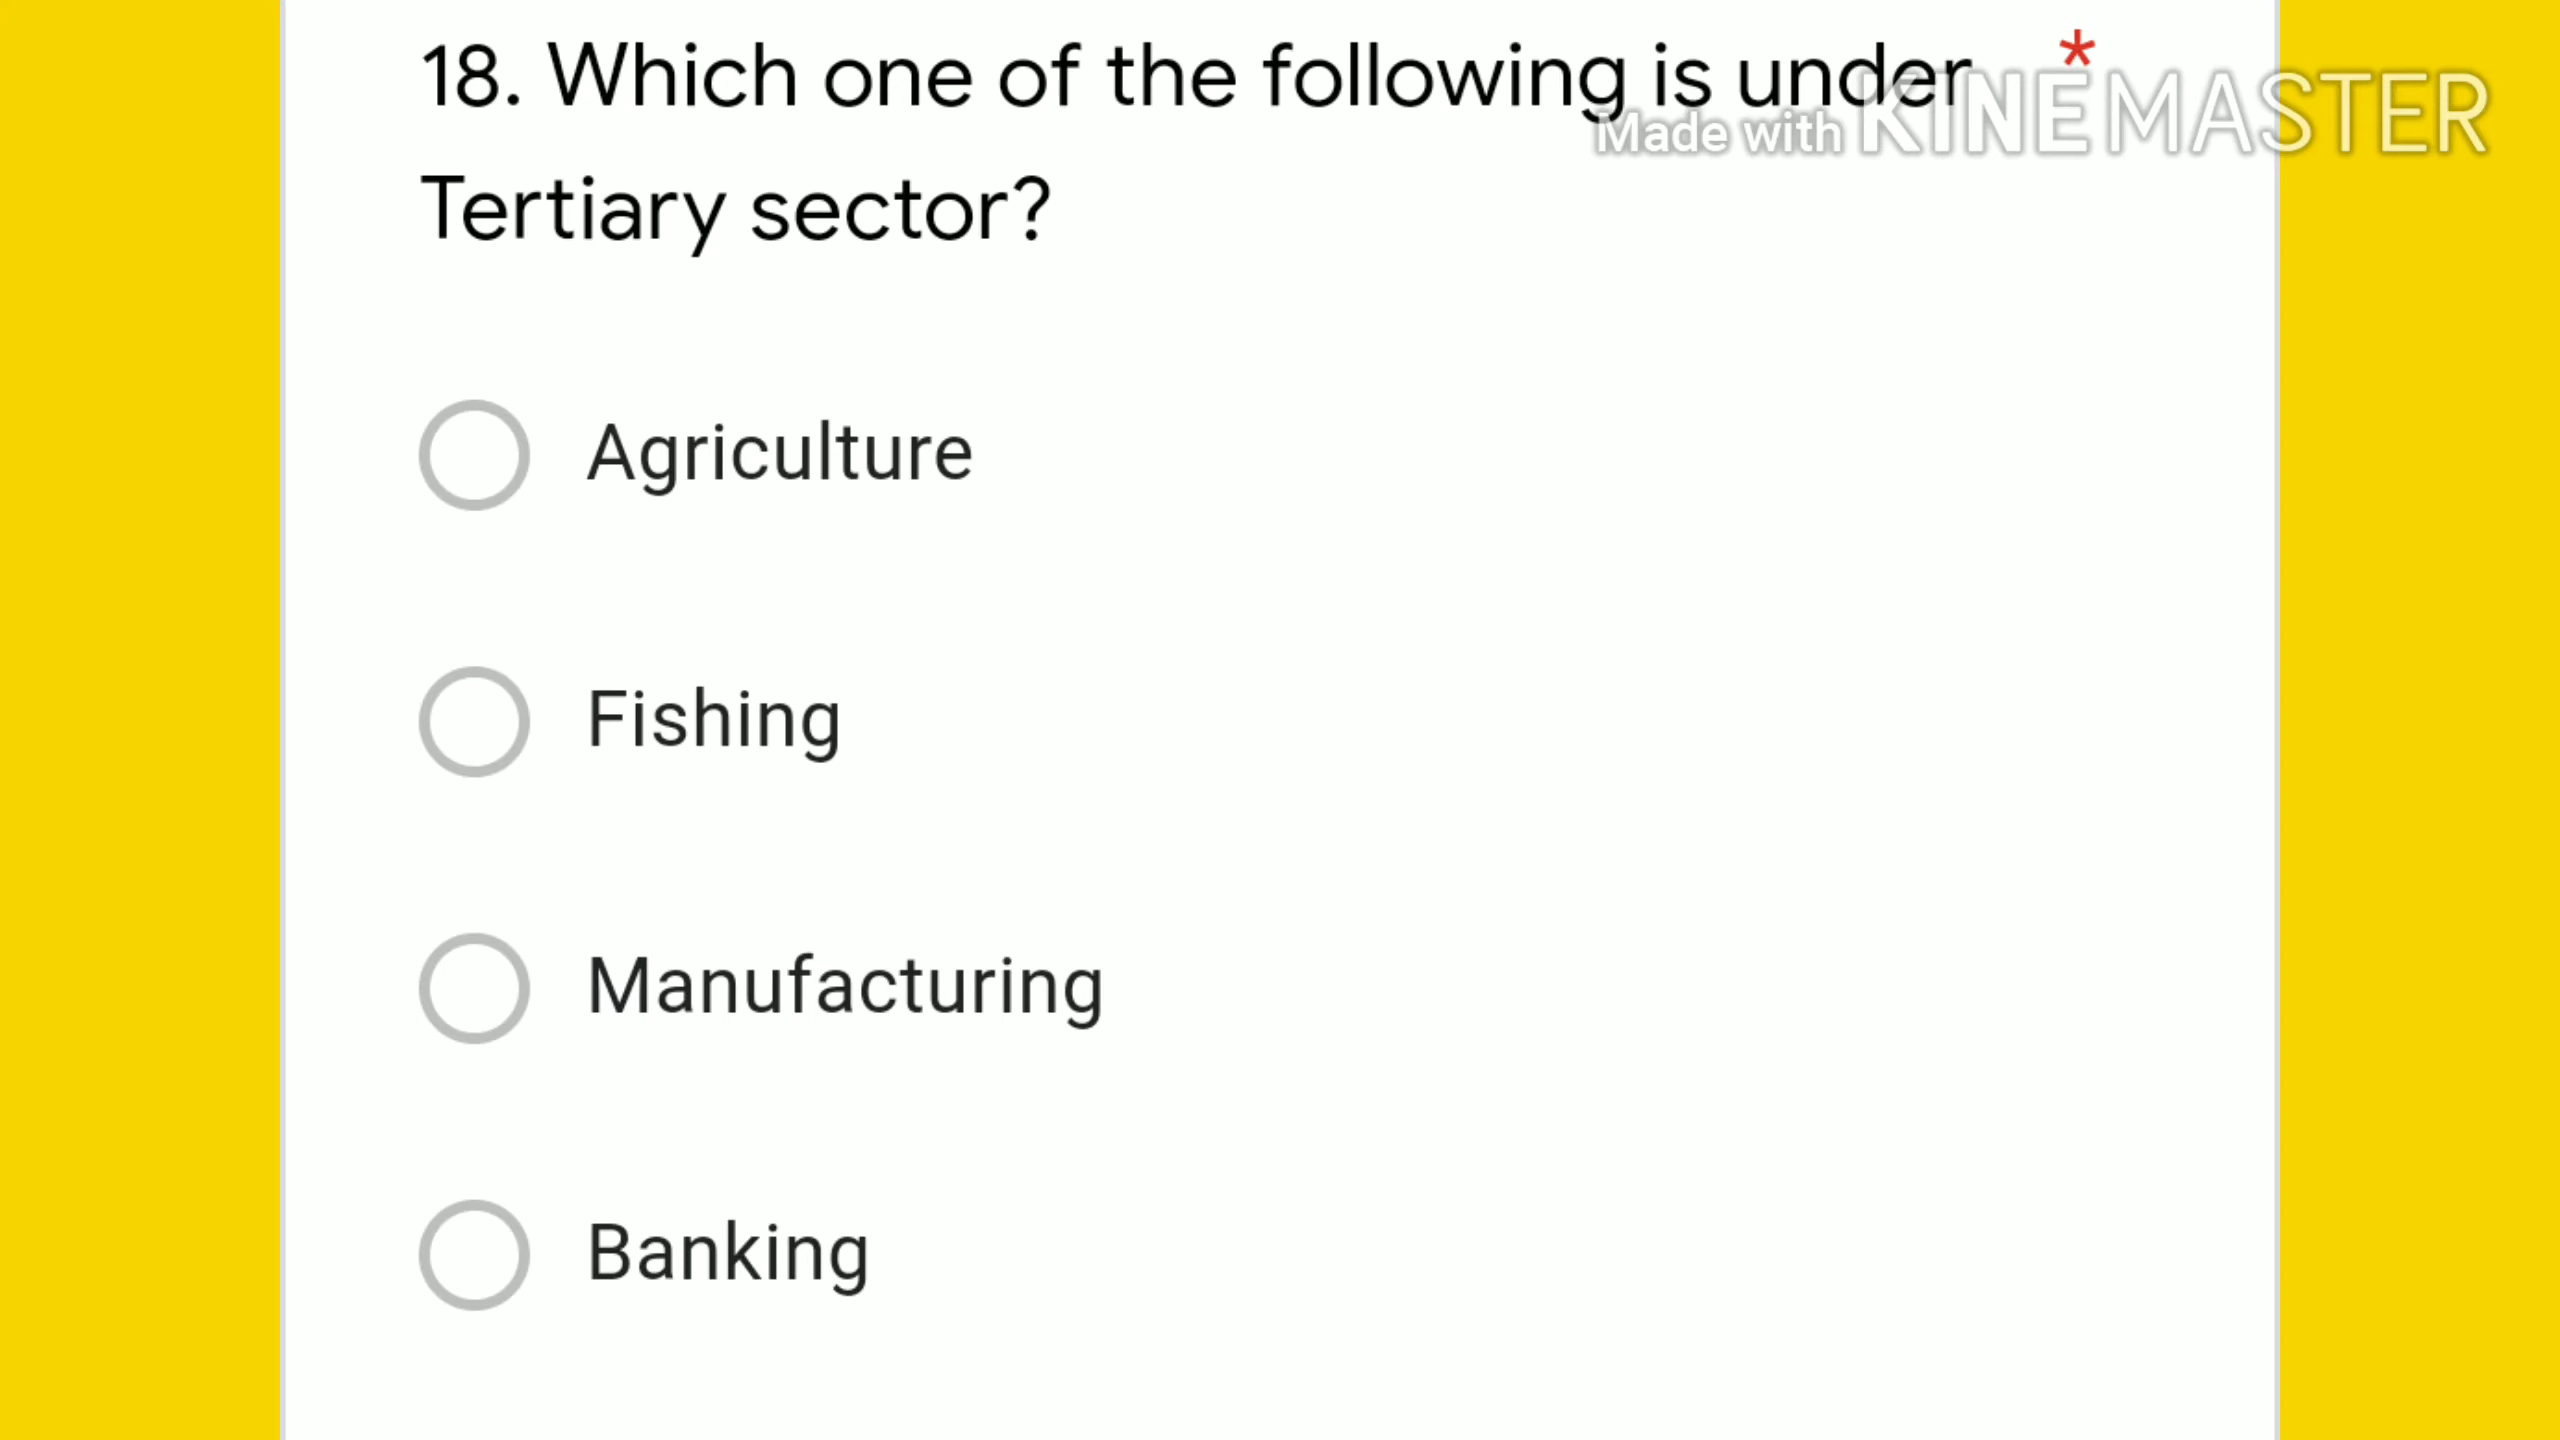 18. Which one of the following is under *
Made with KINEMASTER
Tertiary sector?
Agriculture
Fishing
Manufacturing
Banking